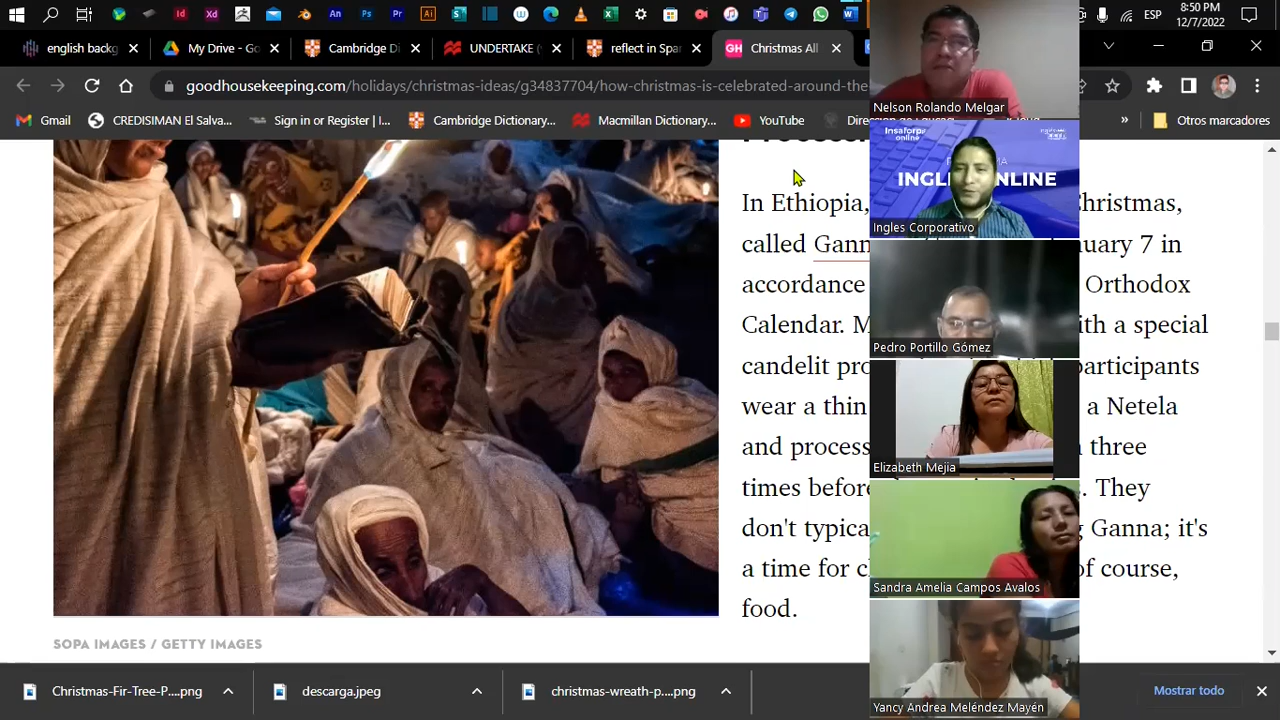 8:50 PM
ESP
12/7/2022
english backg
My Drive - Go
Cambridge Di
UNDERTAKE (
reflect in Spar
GH
Christmas All
goodhousekeeping.com/holidays/christmas-ideas/g34837704/how-christmas-is-celebrated-around-the
Gmail
CREDISIMAN El Salva...
Sign in or Register | I...
Cambridge Dictionary...
Macmillan Dictionary...
YouTube
»
Otros marcadores
In Ethiopia, Christmas,
called Gann uary 7 in
accordance Orthodox
Calendar. M ith a special
candelit pro participants
wear a thin a Netela
and process three
times before They
don't typica g Ganna; it's
a time for c of course,
food.
SOPA IMAGES / GETTY IMAGES
Nelson Rolando Melgar
Insaforp
online
INGL ONLINE
Ingles Corporativo
Pedro Portillo Gómez
Elizabeth Mejia
Sandra Amelia Campos Avalos
Yancy Andrea Meléndez Mayén
Christmas-Fir-Tree-P....png
descarga.jpeg
christmas-wreath-p....png
Mostrar todo